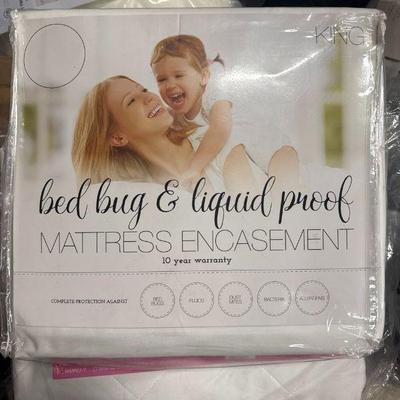 KING
bed bug & liquid proof
MATTRESS ENCASEMENT
10 year warranty
COMPLETE PROTECTION AGAINST
BED
BUGS
FLUIDS
DUST
MITES
BACTERIA
ALLERGENS